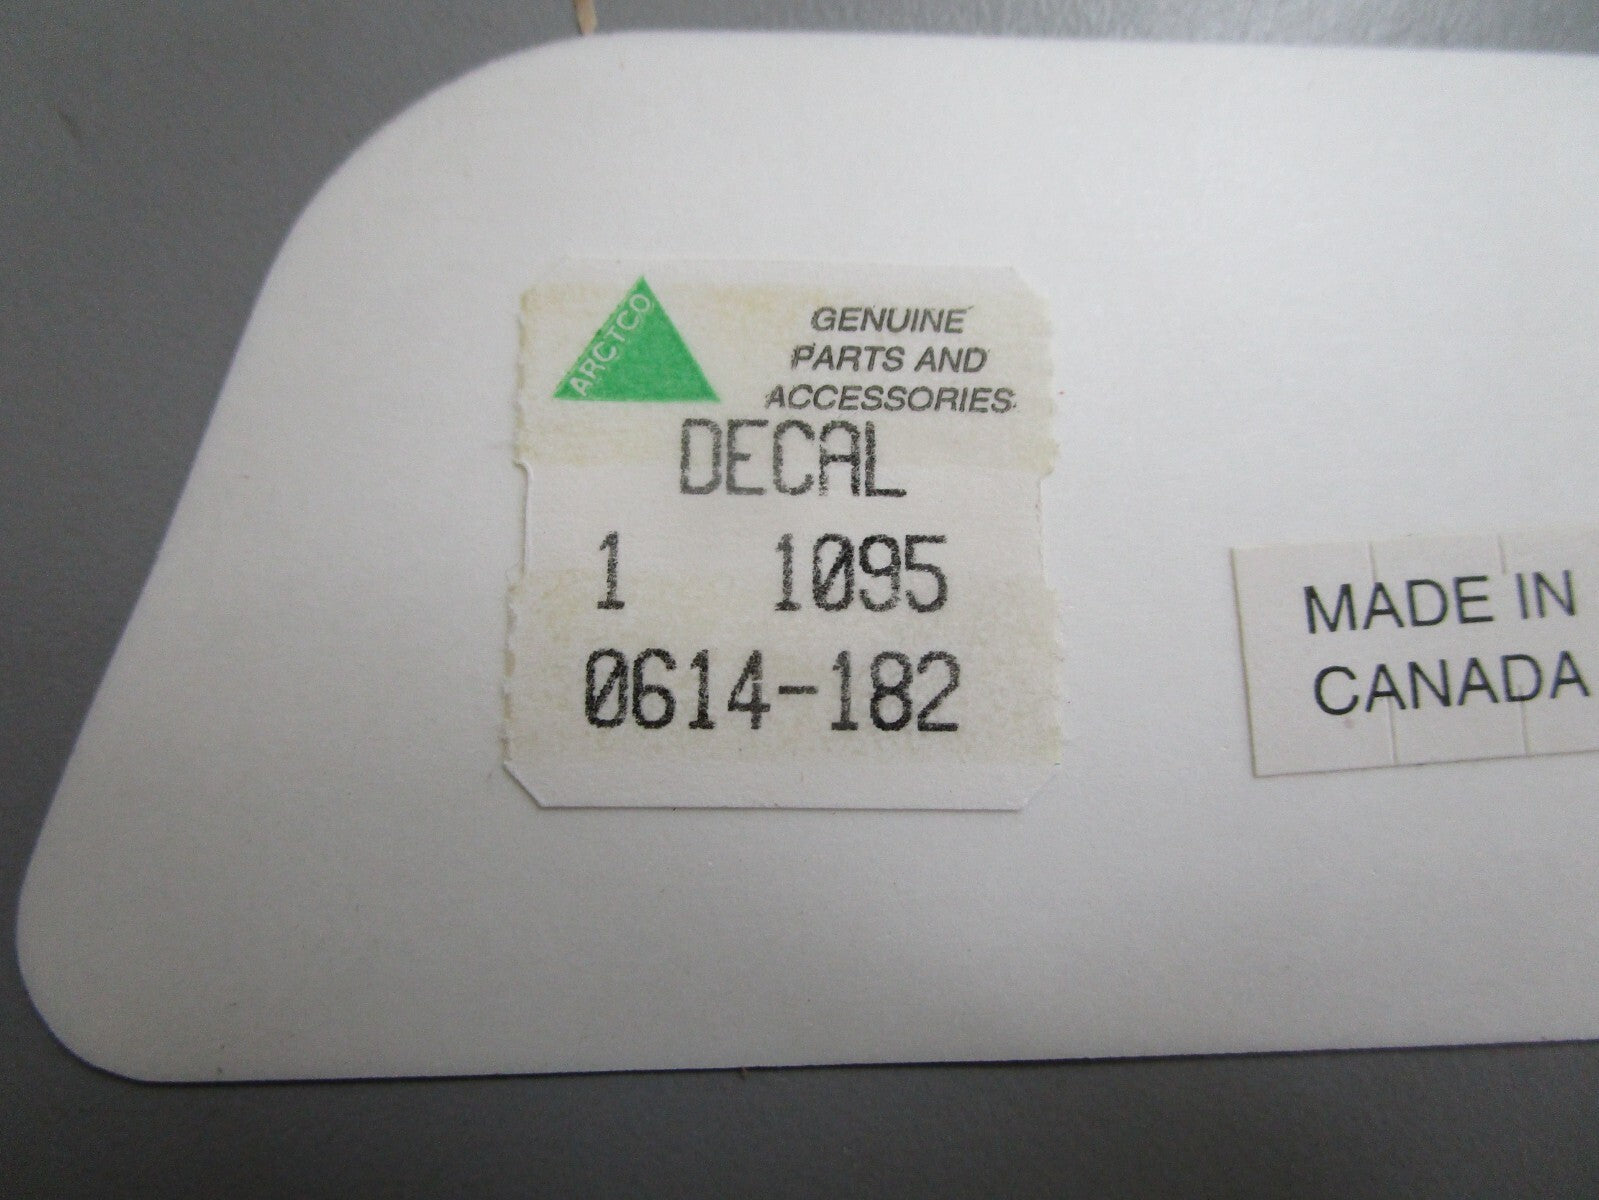 ARCTCO
GENUINE
PARTS AND
ACCESSORIES
DECAL
1 1095
0614-182
MADE IN
CANADA